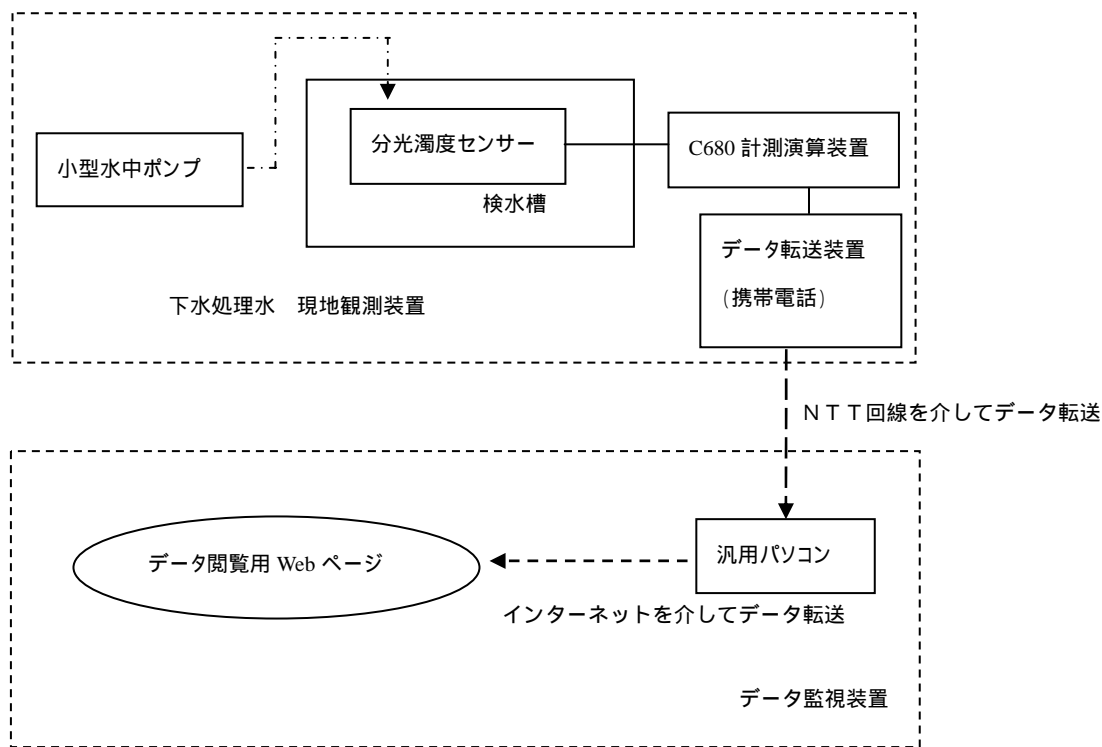 小型水中ポンプ
分光濁度センサー
検水槽
C680 計測演算装置
データ転送装置
(携帯電話)
下水処理水　現地観測装置
ＮＴＴ回線を介してデータ転送
汎用パソコン
データ閲覧用 Web ページ
インターネットを介してデータ転送
データ監視装置